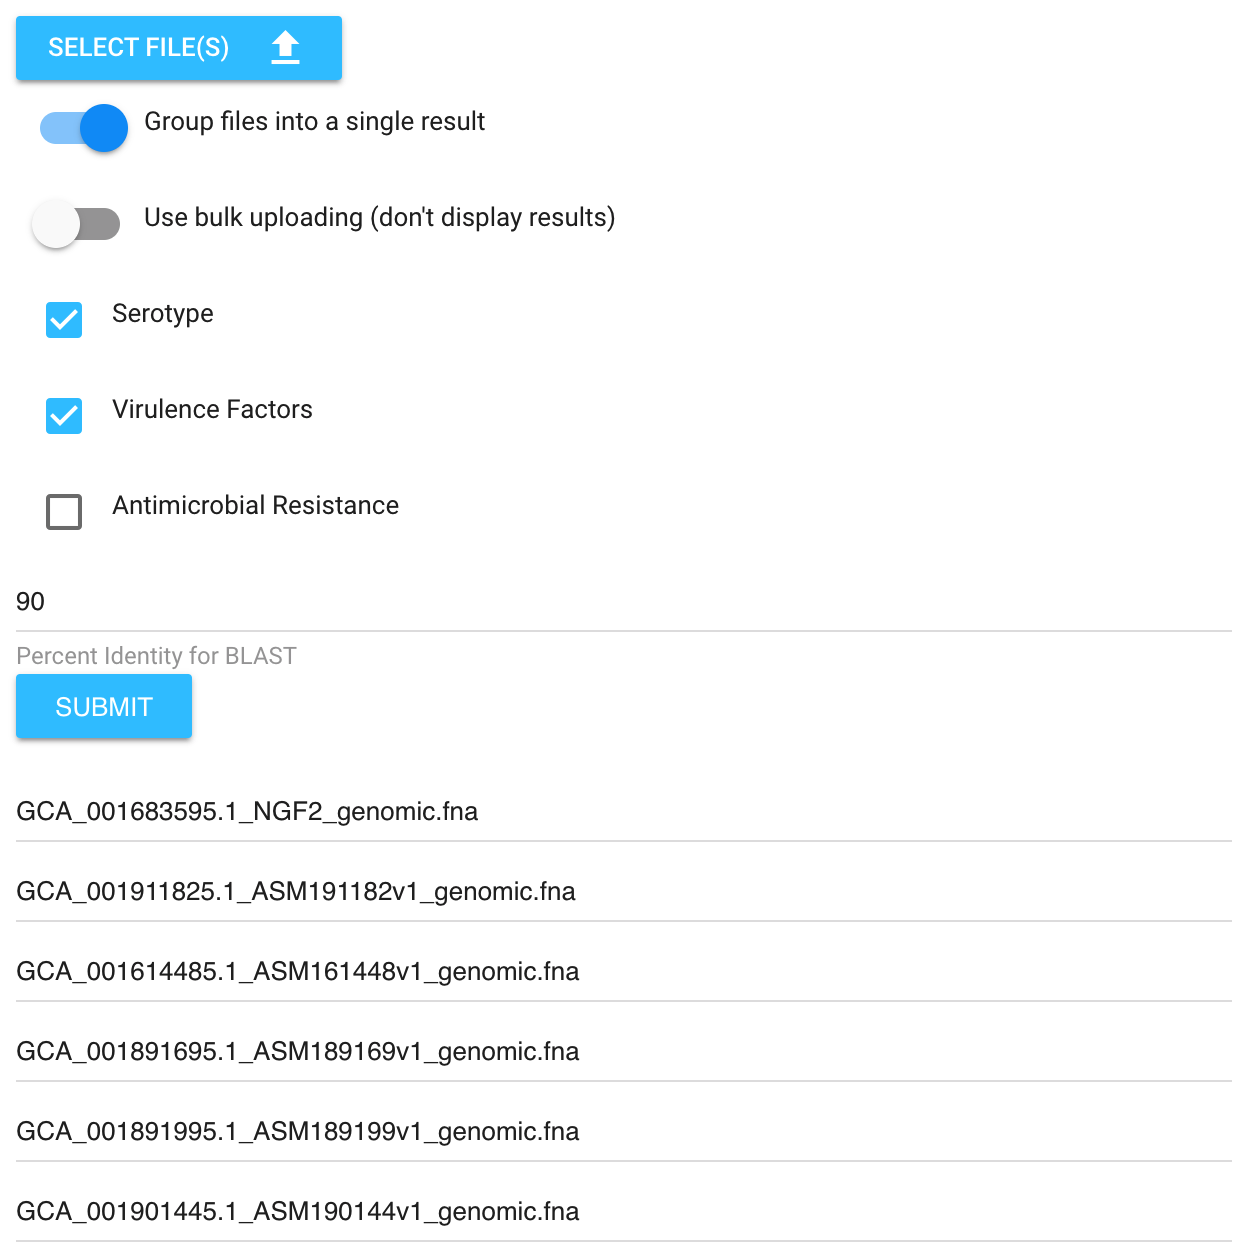 SELECT FILE(S)
Group files into a single result
Use bulk uploading (don't display results)
Serotype
Virulence Factors
Antimicrobial Resistance
90
Percent Identity for BLAST
SUBMIT
GCA_001683595.1_NGF2_genomic.fna
GCA_001911825.1_ASM191182v1_genomic.fna
GCA_001614485.1_ASM161448v1_genomic.fna
GCA_001891695.1_ASM189169v1_genomic.fna
GCA_001891995.1_ASM189199v1_genomic.fna
GCA_001901445.1_ASM190144v1_genomic.fna